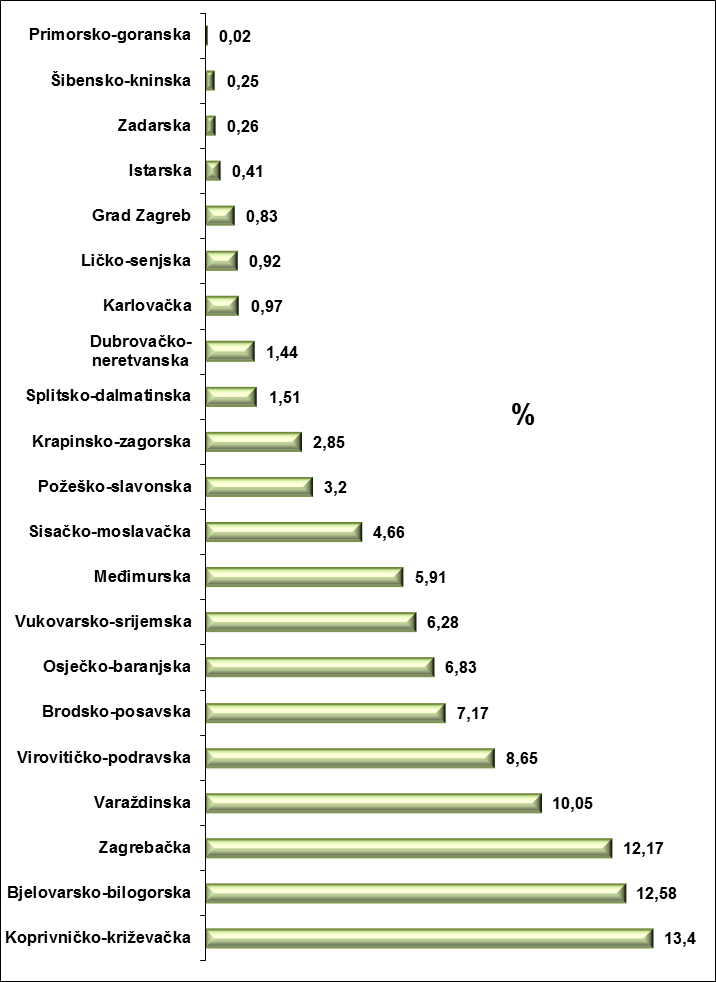 Primorsko-goranska 0,02
Šibensko-kninska 0,25
Zadarska 0,26
Istarska 0,41
Grad Zagreb 0,83
Ličko-senjska 0,92
Karlovačka 0,97
Dubrovačko-
neretvanska 1,44
Splitsko-dalmatinska 1,51
%
Krapinsko-zagorska 2,85
Požeško-slavonska 3,2
Sisačko-moslavačka 4,66
Međimurska 5,91
Vukovarsko-srijemska 6,28
Osječko-baranjska 6,83
Brodsko-posavska 7,17
Virovitičko-podravska 8,65
Varaždinska 10,05
Zagrebačka 12,17
Bjelovarsko-bilogorska 12,58
Koprivničko-križevačka 13,4